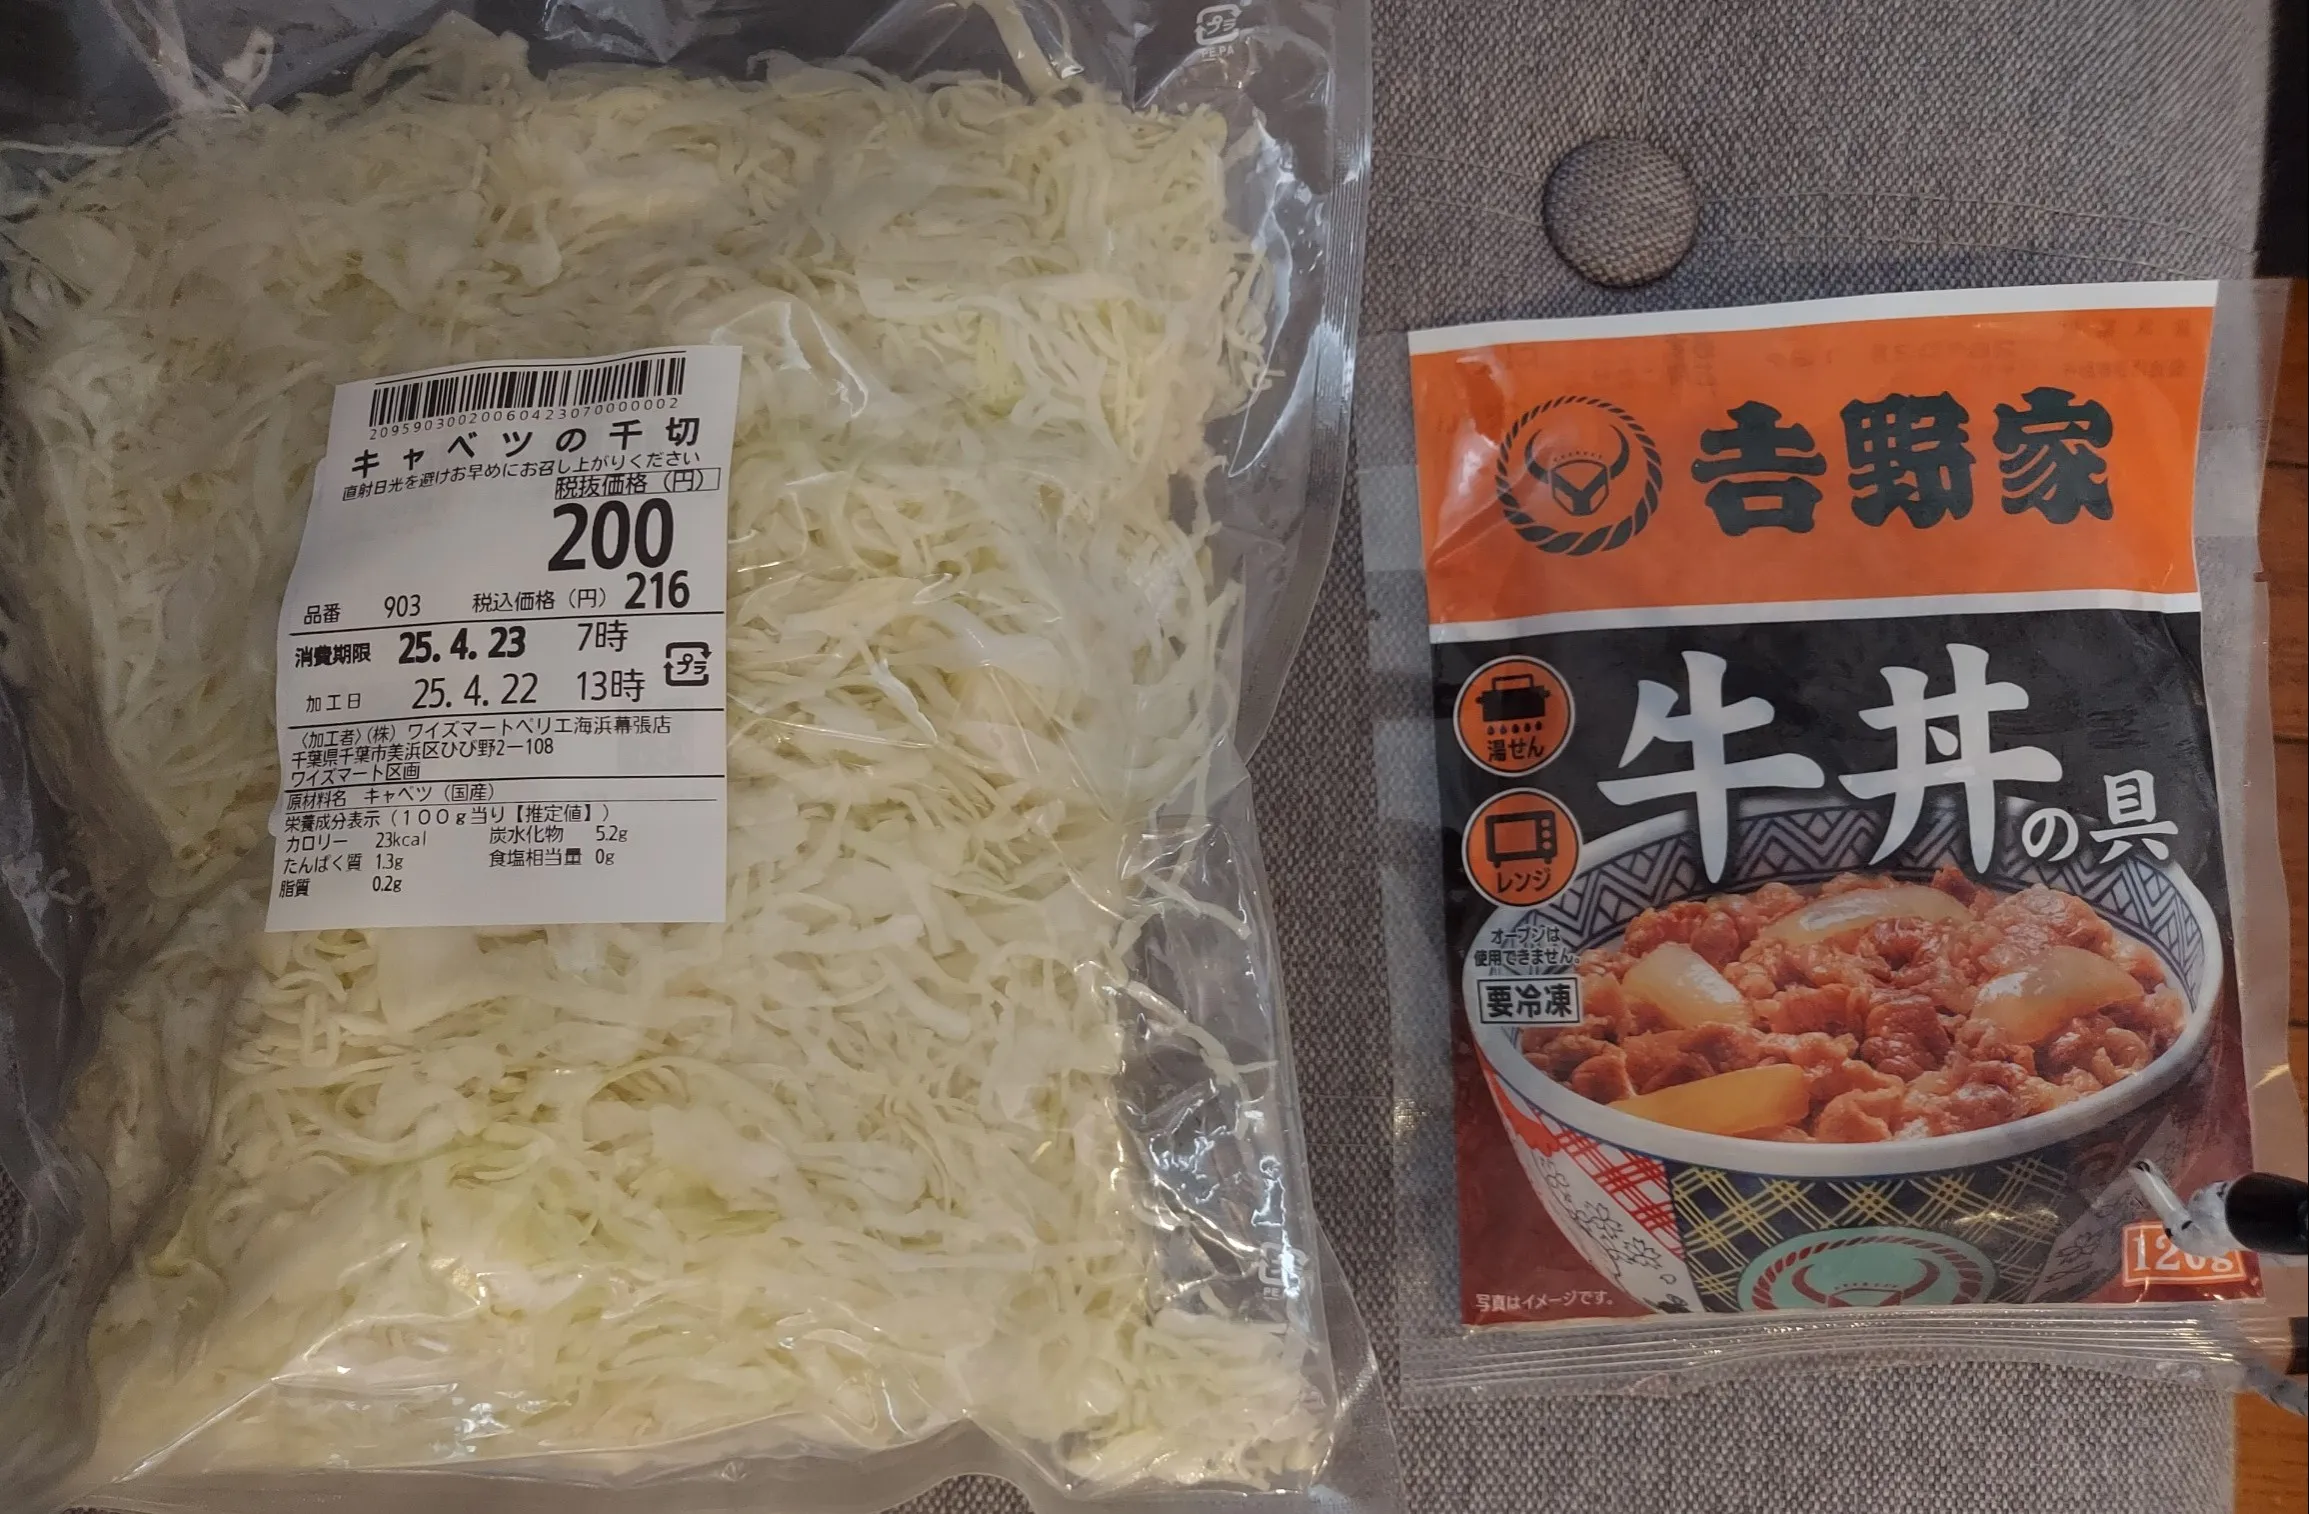 プラ
PE,PA
2095903002006042307000002
キャベツの千切
直射日光を避けお早めにお召し上がりください
税抜価格（円）
200
品番 903 税込価格（円） 216
消費期限 25.4.23 7時
プラ
加工日 25.4.22 13時
〈加工者〉（株）ワイズマートペリエ海浜幕張店
千葉県千葉市美浜区ひび野2ー108
ワイズマート区画
原材料名 キャベツ（国産）
栄養成分表示（１００ｇ当り【推定値】）
カロリー 23kcal 炭水化物 5.2g
たんぱく質 1.3g 食塩相当量 0g
脂質 0.2g
吉野家
湯せん
牛丼の具
レンジ
オーブンは
使用できません。
要冷凍
120g
写真はイメージです。